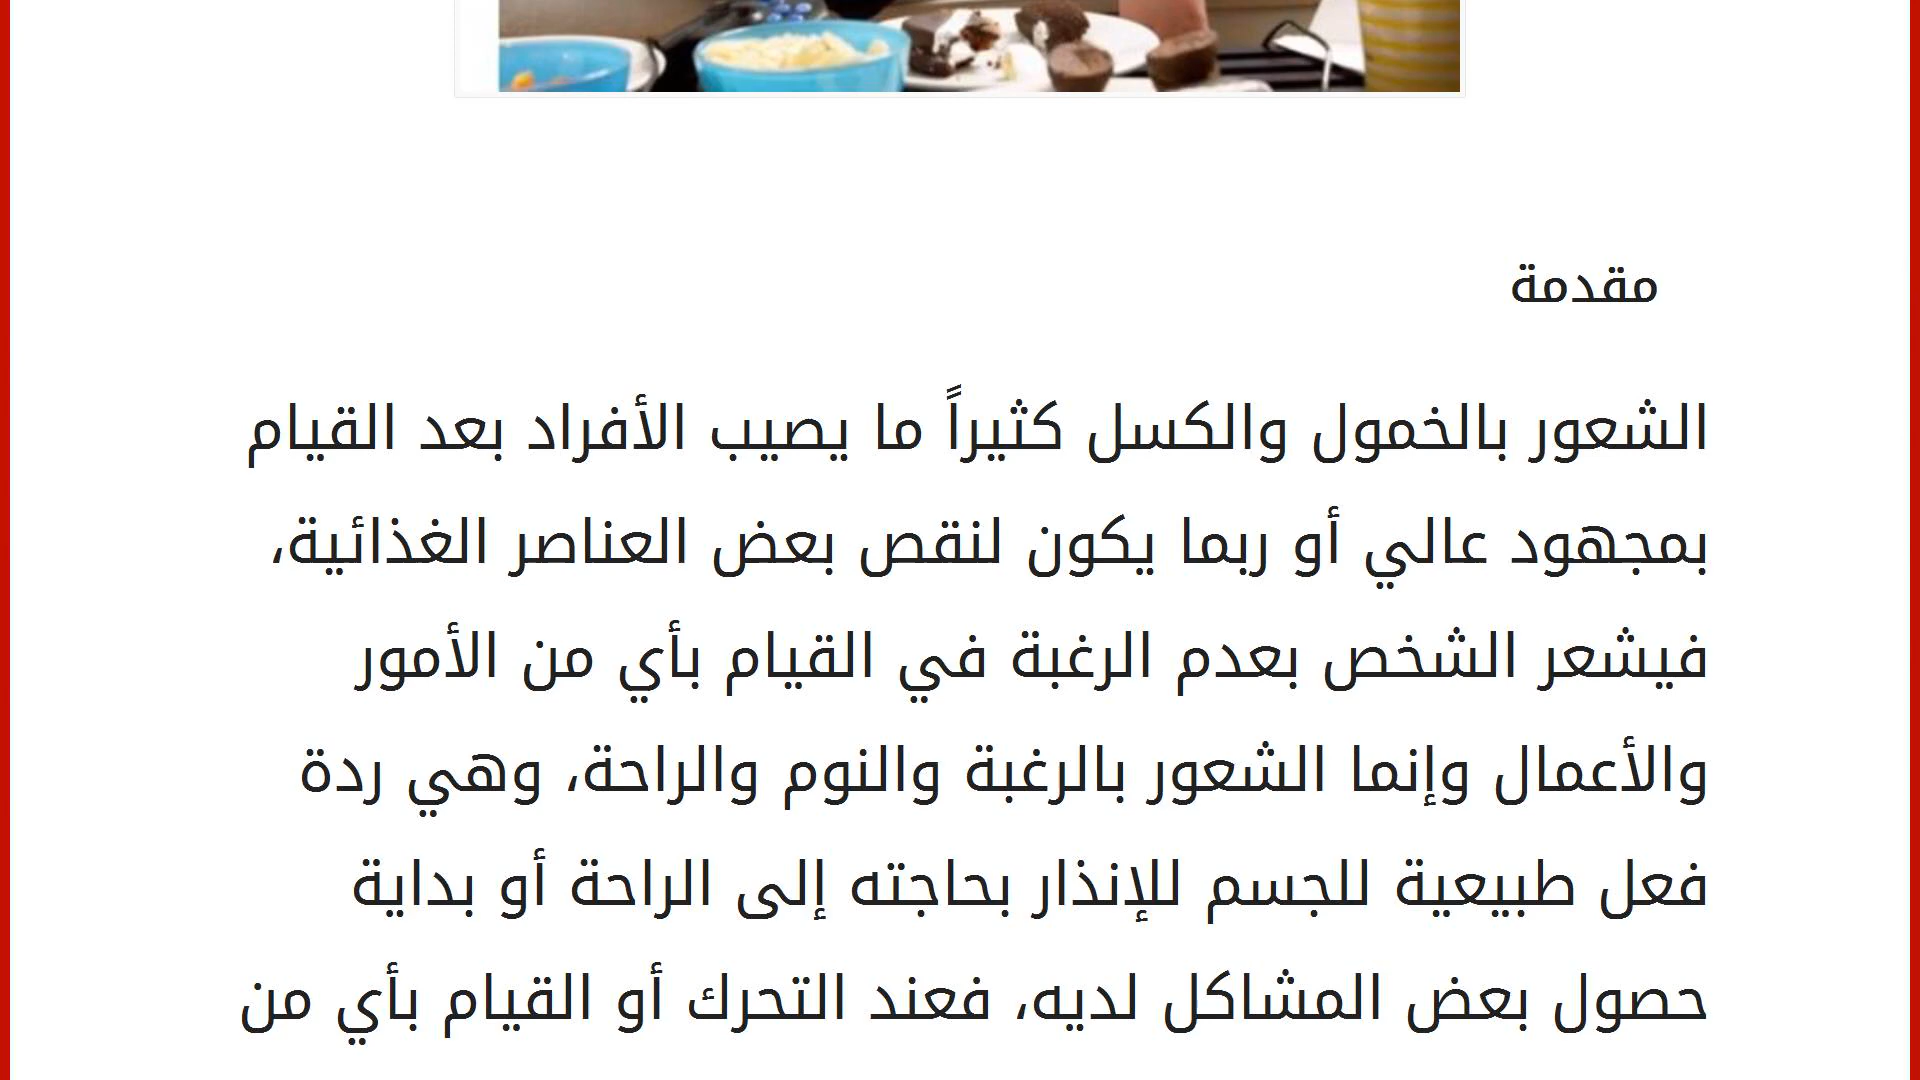 مقدمة
الشعور بالخمول والكسل كثيراً ما يصيب الأفراد بعد القيام
بمجهود عالي أو ربما يكون لنقص بعض العناصر الغذائية،
فيشعر الشخص بعدم الرغبة في القيام بأي من الأمور
والأعمال وإنما الشعور بالرغبة والنوم والراحة، وهي ردة
فعل طبيعية للجسم للإنذار بحاجته إلى الراحة أو بداية
حصول بعض المشاكل لديه، فعند التحرك أو القيام بأي من